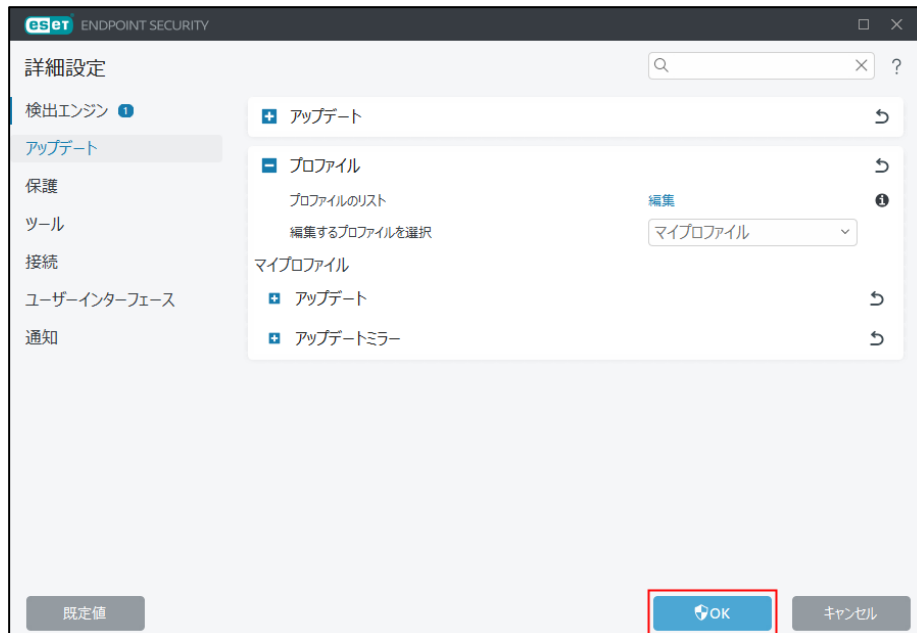 eset ENDPOINT SECURITY
詳細設定
?
検出エンジン 1
アップデート
保護
ツール
接続
ユーザーインターフェース
通知
アップデート
プロファイル
プロファイルのリスト 編集
編集するプロファイルを選択 マイプロファイル
マイプロファイル
アップデート
アップデートミラー
既定値
OK
キャンセル